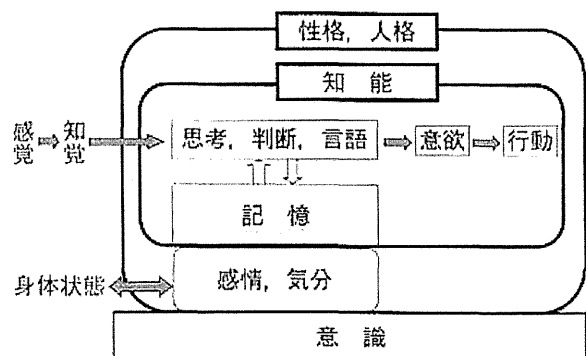 性格，人格
知能
感覚
知覚
思考，判断，言語
意欲
行動
記憶
身体状態
感情，気分
意識